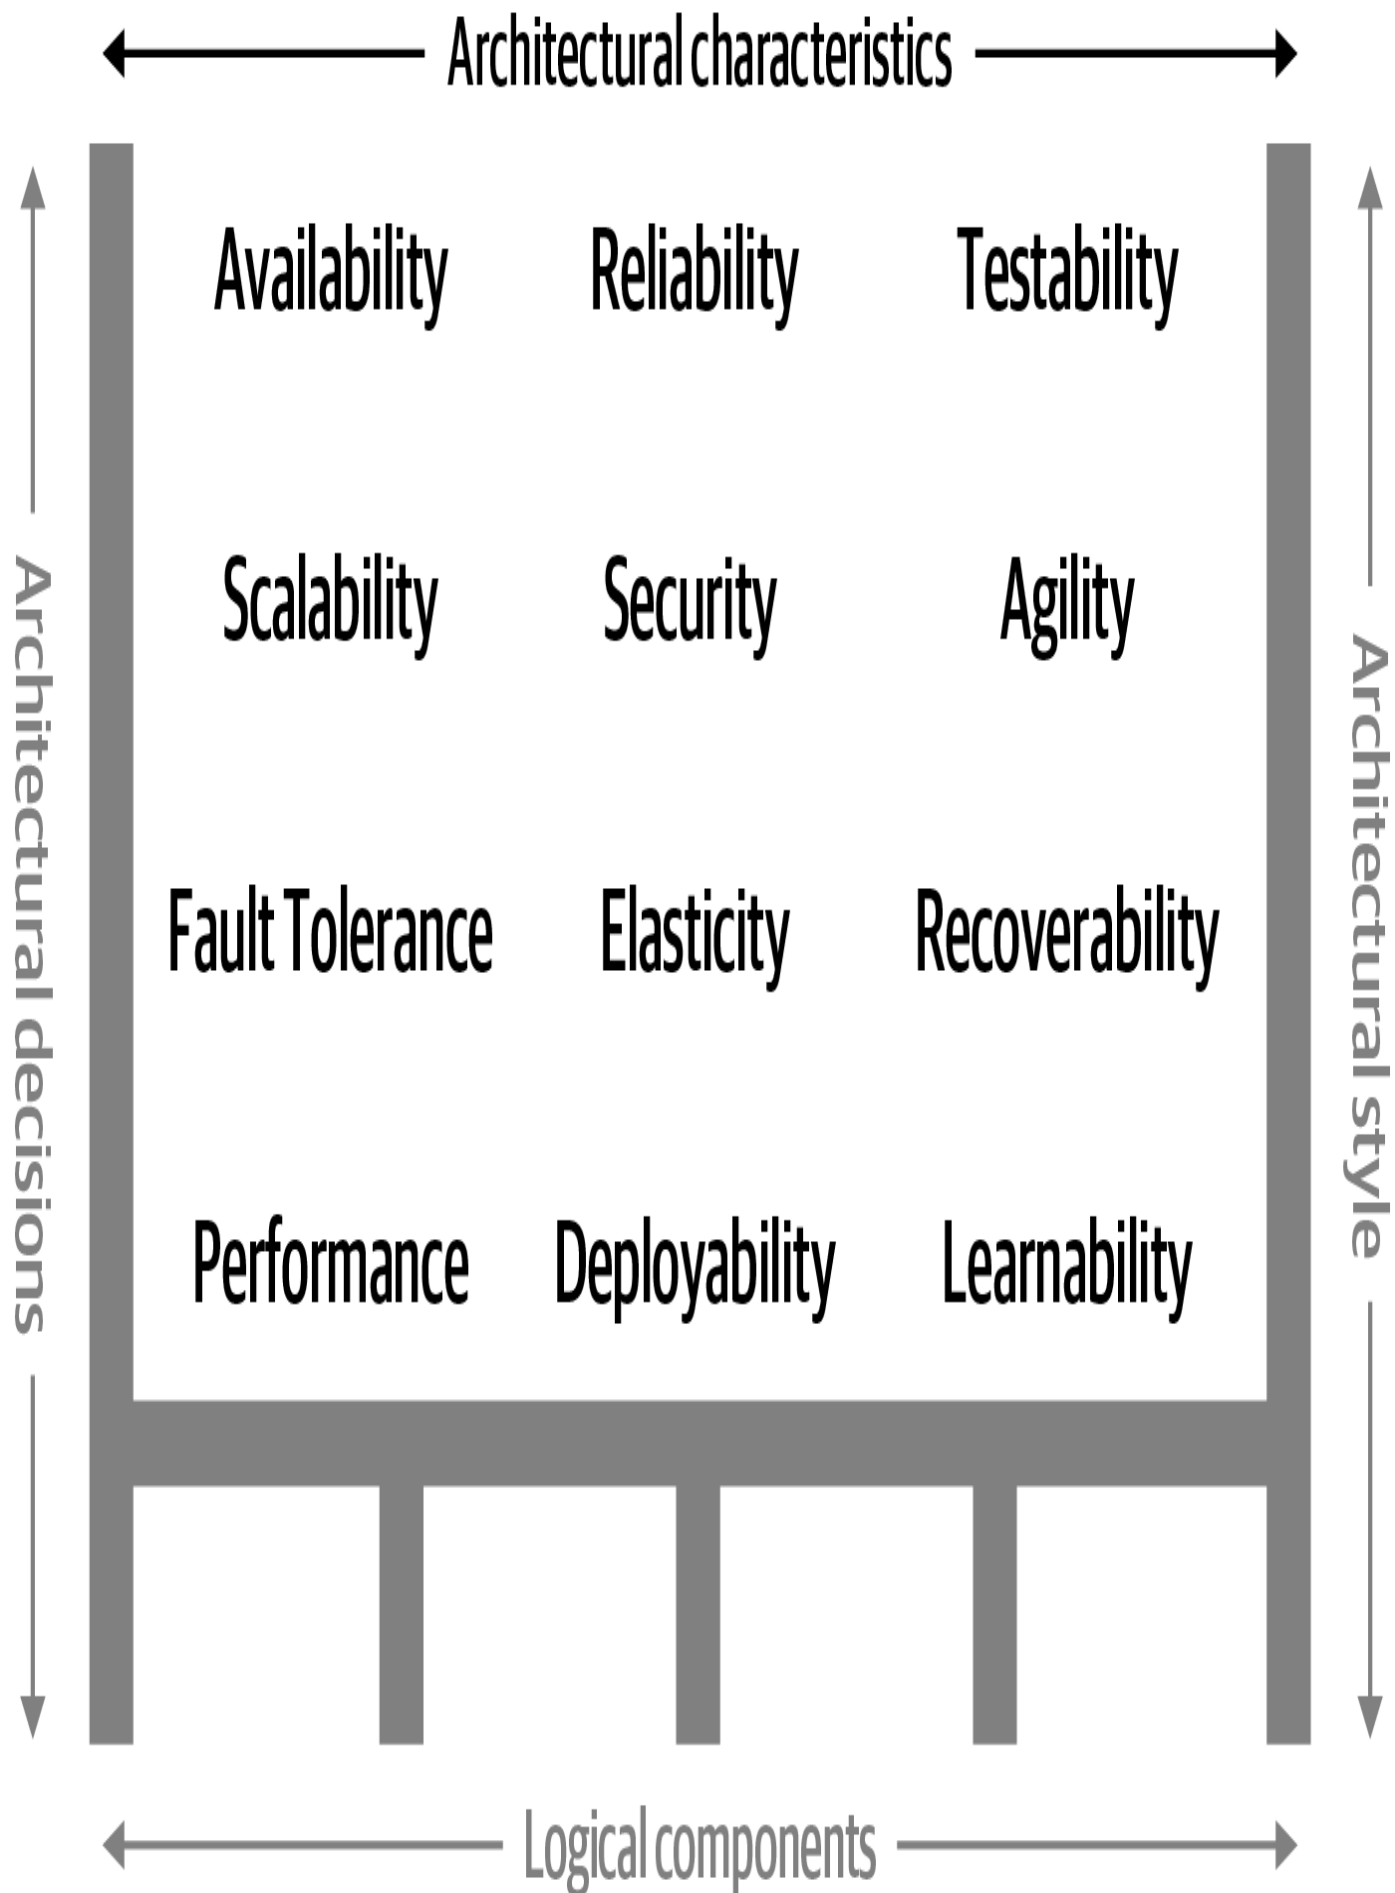 Architectural characteristics
Availability Reliability Testability
Scalability Security Agility
Fault Tolerance Elasticity Recoverability
Performance Deployability Learnability
Architectural decisions
Architectural style
Logical components